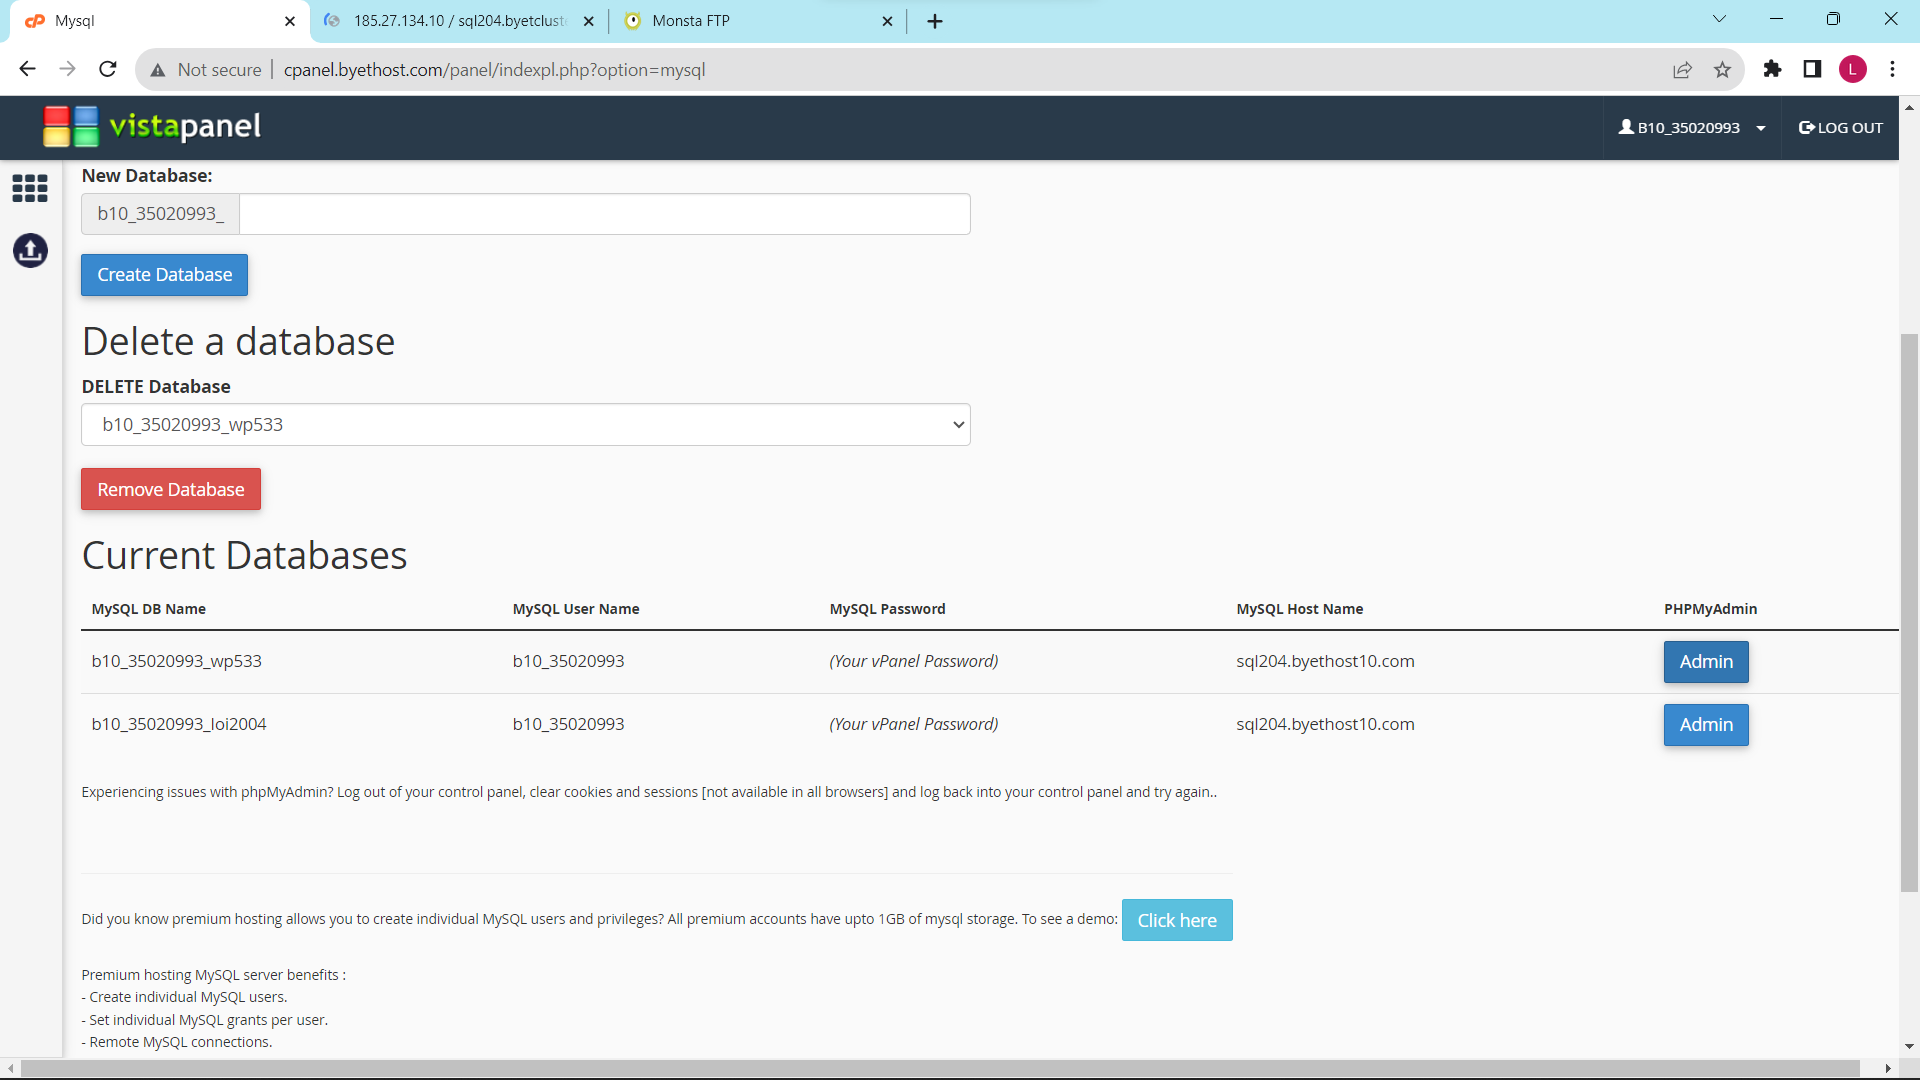 Mysql
185.27.134.10 / sql204.byetcluste
Monsta FTP
Not secure
cpanel.byethost.com/panel/indexpl.php?option=mysql
L
vistapanel
B10_35020993
LOG OUT
New Database:
b10_35020993_
Create Database
Delete a database
DELETE Database
b10_35020993_wp533
Remove Database
Current Databases
MySQL DB Name MySQL User Name MySQL Password MySQL Host Name PHPMyAdmin
b10_35020993_wp533 b10_35020993 (Your vPanel Password) sql204.byethost10.com Admin
b10_35020993_loi2004 b10_35020993 (Your vPanel Password) sql204.byethost10.com Admin
Experiencing issues with phpMyAdmin? Log out of your control panel, clear cookies and sessions [not available in all browsers] and log back into your control panel and try again..
Did you know premium hosting allows you to create individual MySQL users and privileges? All premium accounts have upto 1GB of mysql storage. To see a demo: Click here
Premium hosting MySQL server benefits :
- Create individual MySQL users.
- Set individual MySQL grants per user.
- Remote MySQL connections.